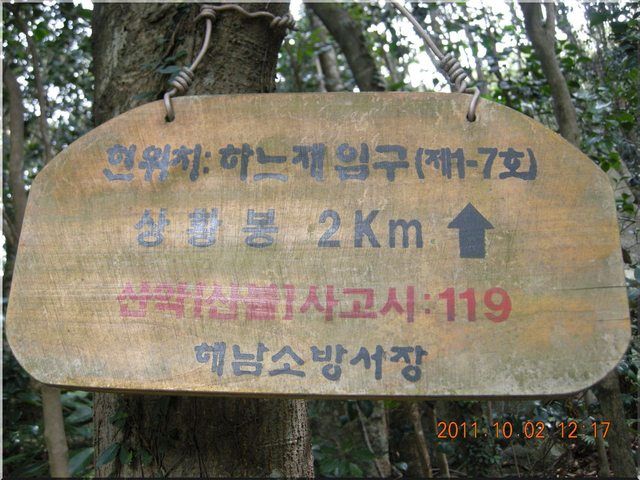 현위치: 하느재 임구(제1-7호)
상황봉 2Km ↑
산악[산불]사고시:119
해남소방서장
2011.10.02 12:17